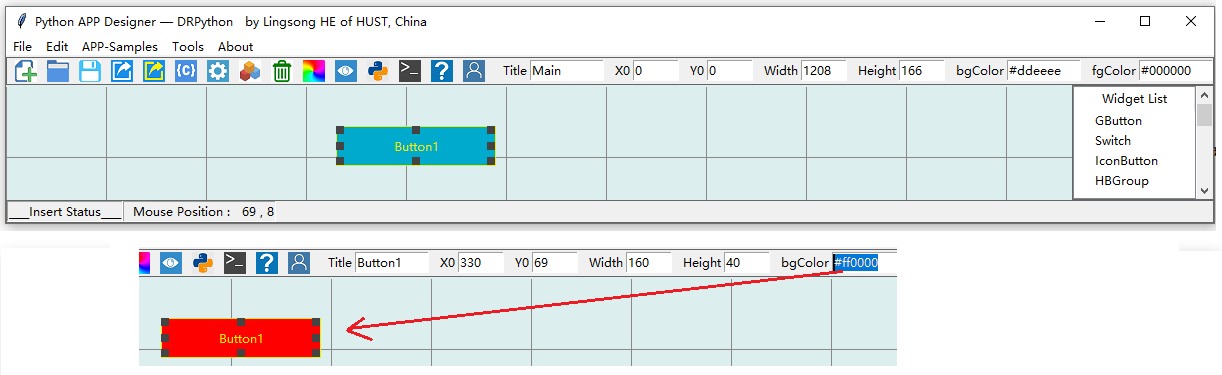 Python APP Designer — DRPython by Lingsong HE of HUST, China
File Edit APP-Samples Tools About
{C} >_ ? Title Main X0 0 Y0 0 Width 1208 Height 166 bgColor #ddeeee fgColor #000000
Widget List
GButton
Switch
IconButton
HBGroup
Button1
___Insert Status___ Mouse Position : 69 , 8
>_ ? Title Button1 X0 330 Y0 69 Width 160 Height 40 bgColor #ff0000
Button1